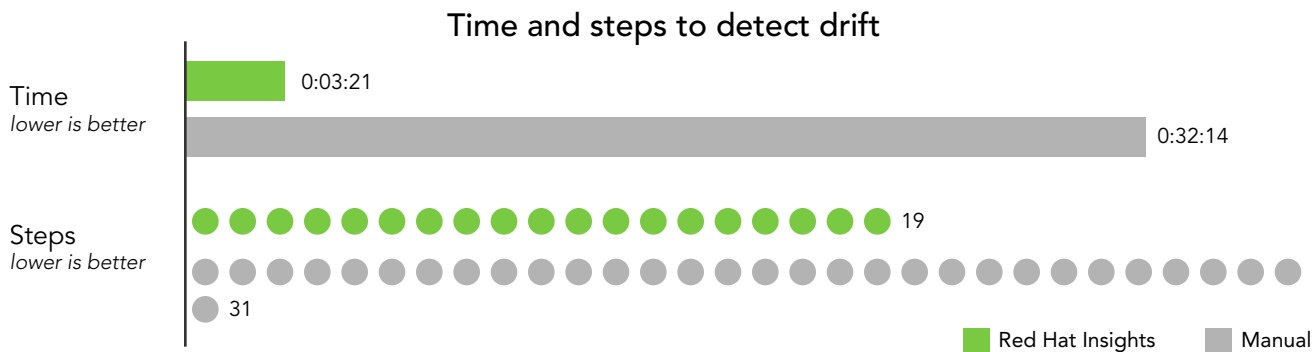 Time and steps to detect drift
Time
lower is better
0:03:21
0:32:14
Steps
lower is better
19
31
Red Hat Insights
Manual